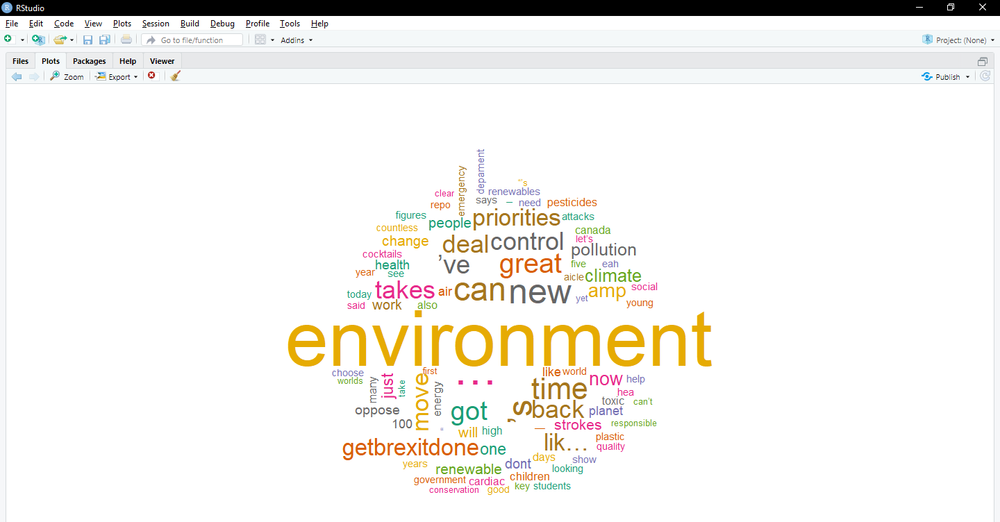 RStudio
File Edit Code View Plots Session Build Debug Profile Tools Help
Go to file/function Addins Project: (None)
Files Plots Packages Help Viewer
Zoom Export Publish
depament
emergency
“’s
clear renewables
repo says – need pesticides
figures people priorities attacks
countless canada
change deal control let's
cocktails pollution
health ’ve great five eah
year see aicle climate
today takes air can new amp social
said work also yet young
environment
choose first like world
worlds many just take move energy … time now help
hea
oppose toxic can’t
100 got ’s back planet
“ will high — strokes responsible
getbrexitdone one lik… plastic
quality
years renewable dont days show
looking
government cardiac children
conservation good key students